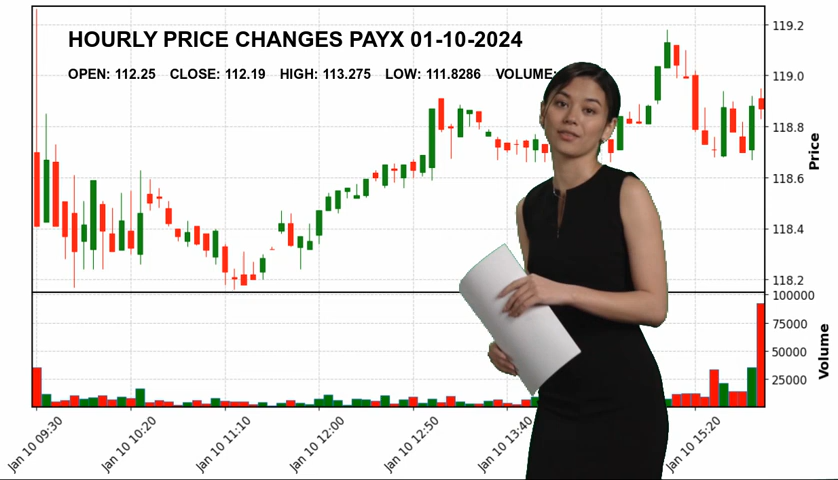 HOURLY PRICE CHANGES PAYX 01-10-2024
OPEN: 112.25 CLOSE: 112.19 HIGH: 113.275 LOW: 111.8286 VOLUME:
119.2
119.0
118.8
118.6
118.4
118.2
Price
100000
75000
50000
25000
Volume
Jan 10 09:30
Jan 10 10:20
Jan 10 11:10
Jan 10 12:00
Jan 10 12:50
Jan 10 13:40
Jan 10 15:20